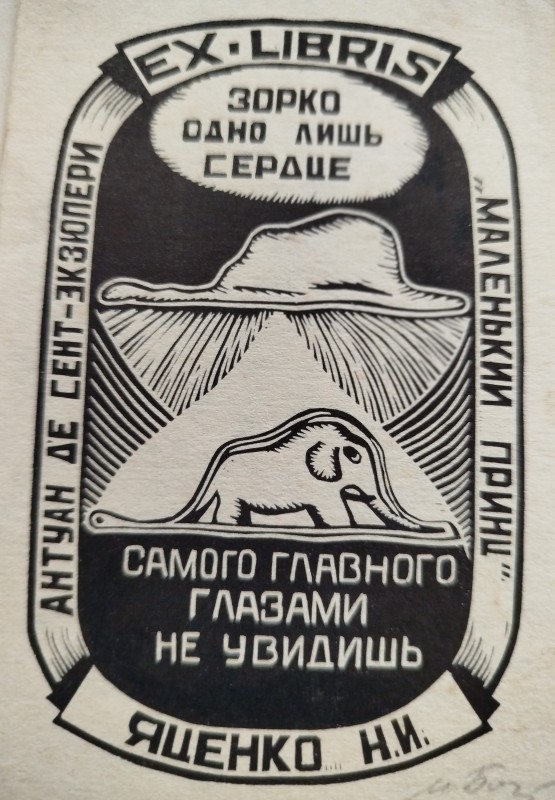 EX·LIBRIS
ЗОРКО
ОДНО ЛИШЬ
СЕРДЦЕ
АНТУАН ДЕ СЕНТ-ЭКЗЮПЕРИ
„МАЛЕНЬКИЙ ПРИНЦ".
САМОГО ГЛАВНОГО
ГЛАЗАМИ
НЕ УВИДИШЬ
ЯЦЕНКО Н.И.